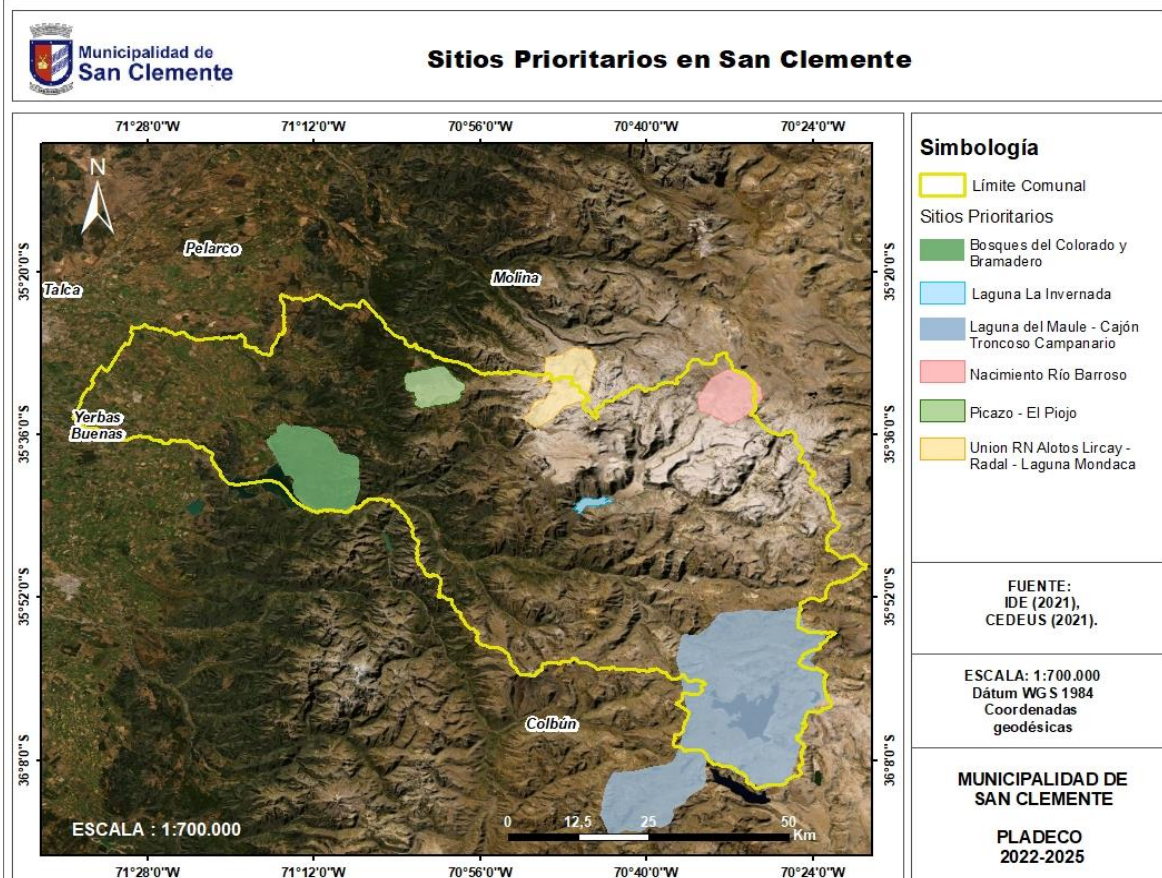 Municipalidad de
San Clemente
Sitios Prioritarios en San Clemente
71°28'0"W
71°12'0"W
70°56'0"W
70°40'0"W
70°24'0"W
N
35°20'0"S
35°36'0"S
35°52'0"S
36°8'0"S
Pelarco
Talca
Molina
Yerbas
Buenas
Colbún
ESCALA : 1:700.000
0 12,5 25 50
Km
35°20'0"S
35°36'0"S
35°52'0"S
36°8'0"S
71°28'0"W
71°12'0"W
70°56'0"W
70°40'0"W
70°24'0"W
Simbología
Límite Comunal
Sitios Prioritarios
Bosques del Colorado y
Bramadero
Laguna La Invernada
Laguna del Maule - Cajón
Troncoso Campanario
Nacimiento Río Barroso
Picazo - El Piojo
Union RN Alotos Lircay -
Radal - Laguna Mondaca
FUENTE:
IDE (2021),
CEDEUS (2021).
ESCALA: 1:700.000
Dátum WGS 1984
Coordenadas
geodésicas
MUNICIPALIDAD DE
SAN CLEMENTE
PLADECO
2022-2025